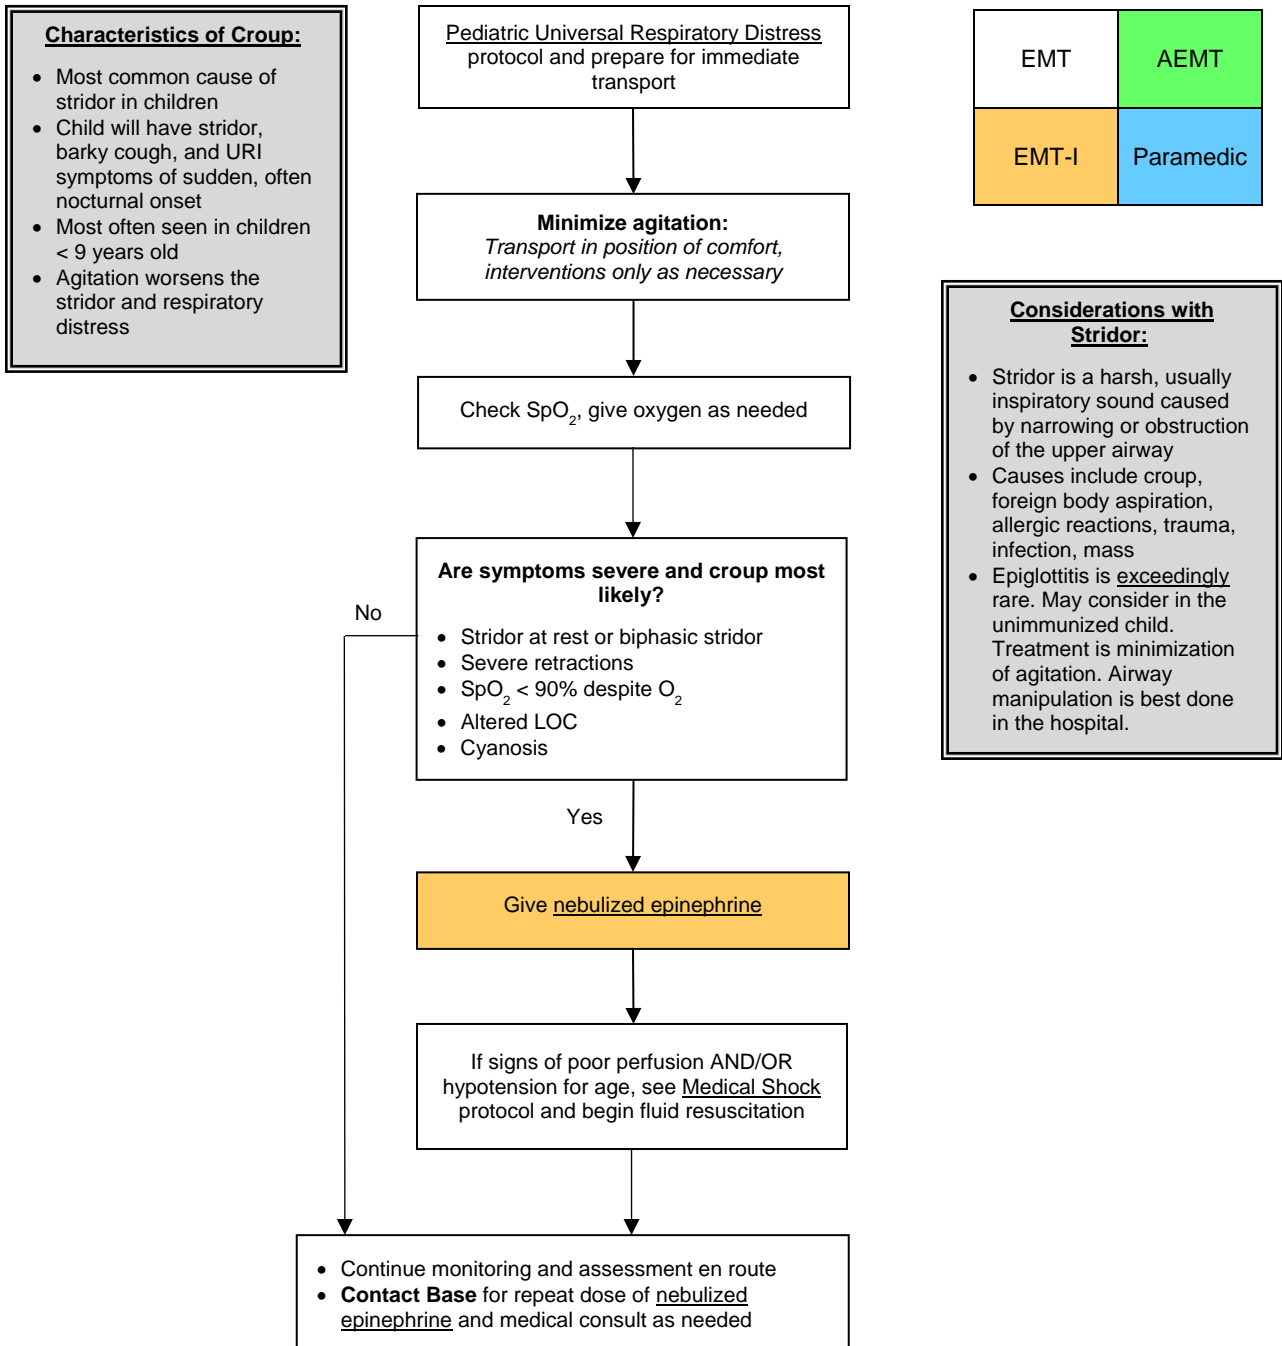 Characteristics of Croup:
• Most common cause of
stridor in children
• Child will have stridor,
barky cough, and URI
symptoms of sudden, often
nocturnal onset
• Most often seen in children
< 9 years old
• Agitation worsens the
stridor and respiratory
distress
Pediatric Universal Respiratory Distress
protocol and prepare for immediate
transport
EMT
AEMT
EMT-I
Paramedic
Minimize agitation:
Transport in position of comfort,
interventions only as necessary
Considerations with
Stridor:
• Stridor is a harsh, usually
inspiratory sound caused
by narrowing or obstruction
of the upper airway
• Causes include croup,
foreign body aspiration,
allergic reactions, trauma,
infection, mass
• Epiglottitis is exceedingly
rare. May consider in the
unimmunized child.
Treatment is minimization
of agitation. Airway
manipulation is best done
in the hospital.
Check SpO2, give oxygen as needed
Are symptoms severe and croup most
likely?
• Stridor at rest or biphasic stridor
• Severe retractions
• SpO2 < 90% despite O2
• Altered LOC
• Cyanosis
No
Yes
Give nebulized epinephrine
If signs of poor perfusion AND/OR
hypotension for age, see Medical Shock
protocol and begin fluid resuscitation
• Continue monitoring and assessment en route
• Contact Base for repeat dose of nebulized
epinephrine and medical consult as needed